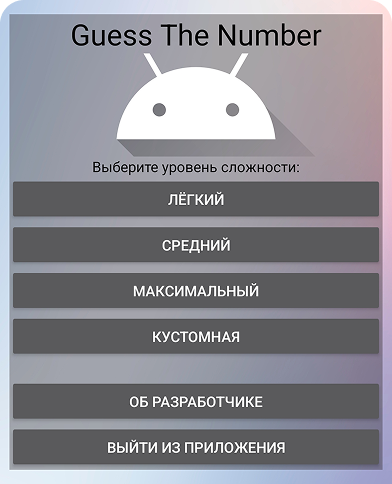 Guess The Number
Выберите уровень сложности:
ЛЁГКИЙ
СРЕДНИЙ
МАКСИМАЛЬНЫЙ
КУСТОМНАЯ
ОБ РАЗРАБОТЧИКЕ
ВЫЙТИ ИЗ ПРИЛОЖЕНИЯ